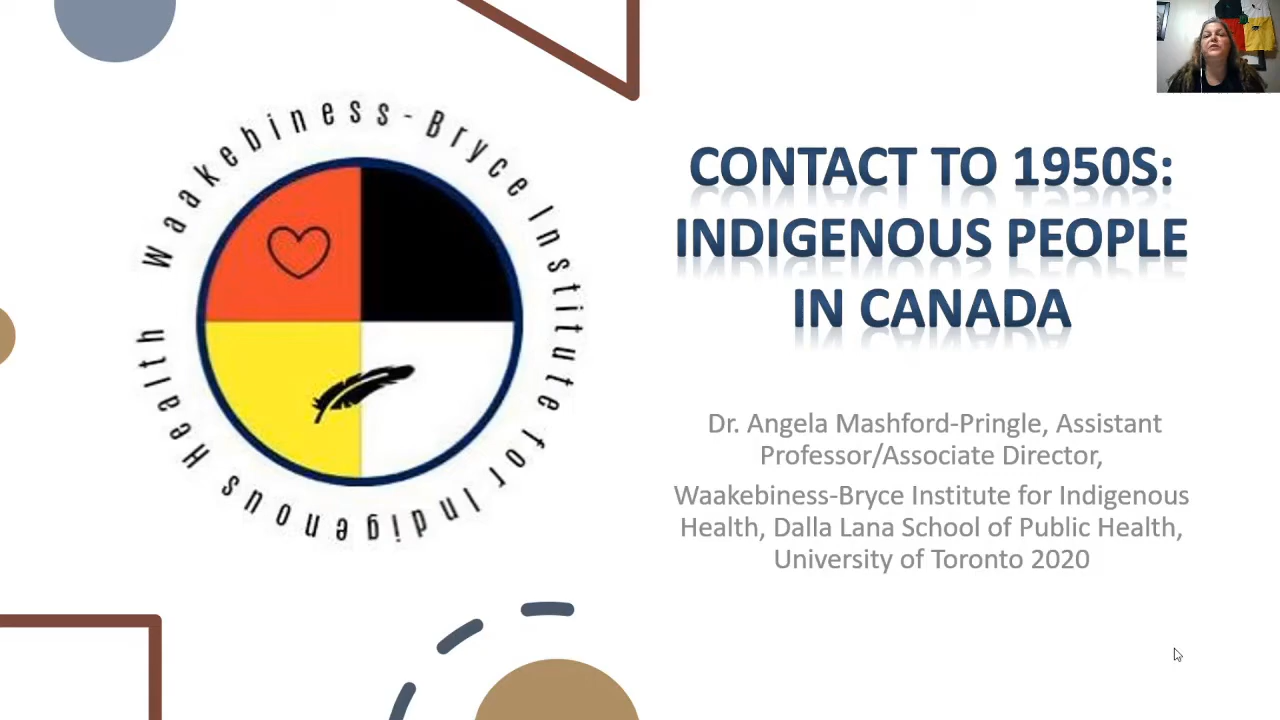 Waakebiness-Bryce Institute for Indigenous Health
CONTACT TO 1950S:
INDIGENOUS PEOPLE
IN CANADA
Dr. Angela Mashford-Pringle, Assistant
Professor/Associate Director,
Waakebiness-Bryce Institute for Indigenous
Health, Dalla Lana School of Public Health,
University of Toronto 2020